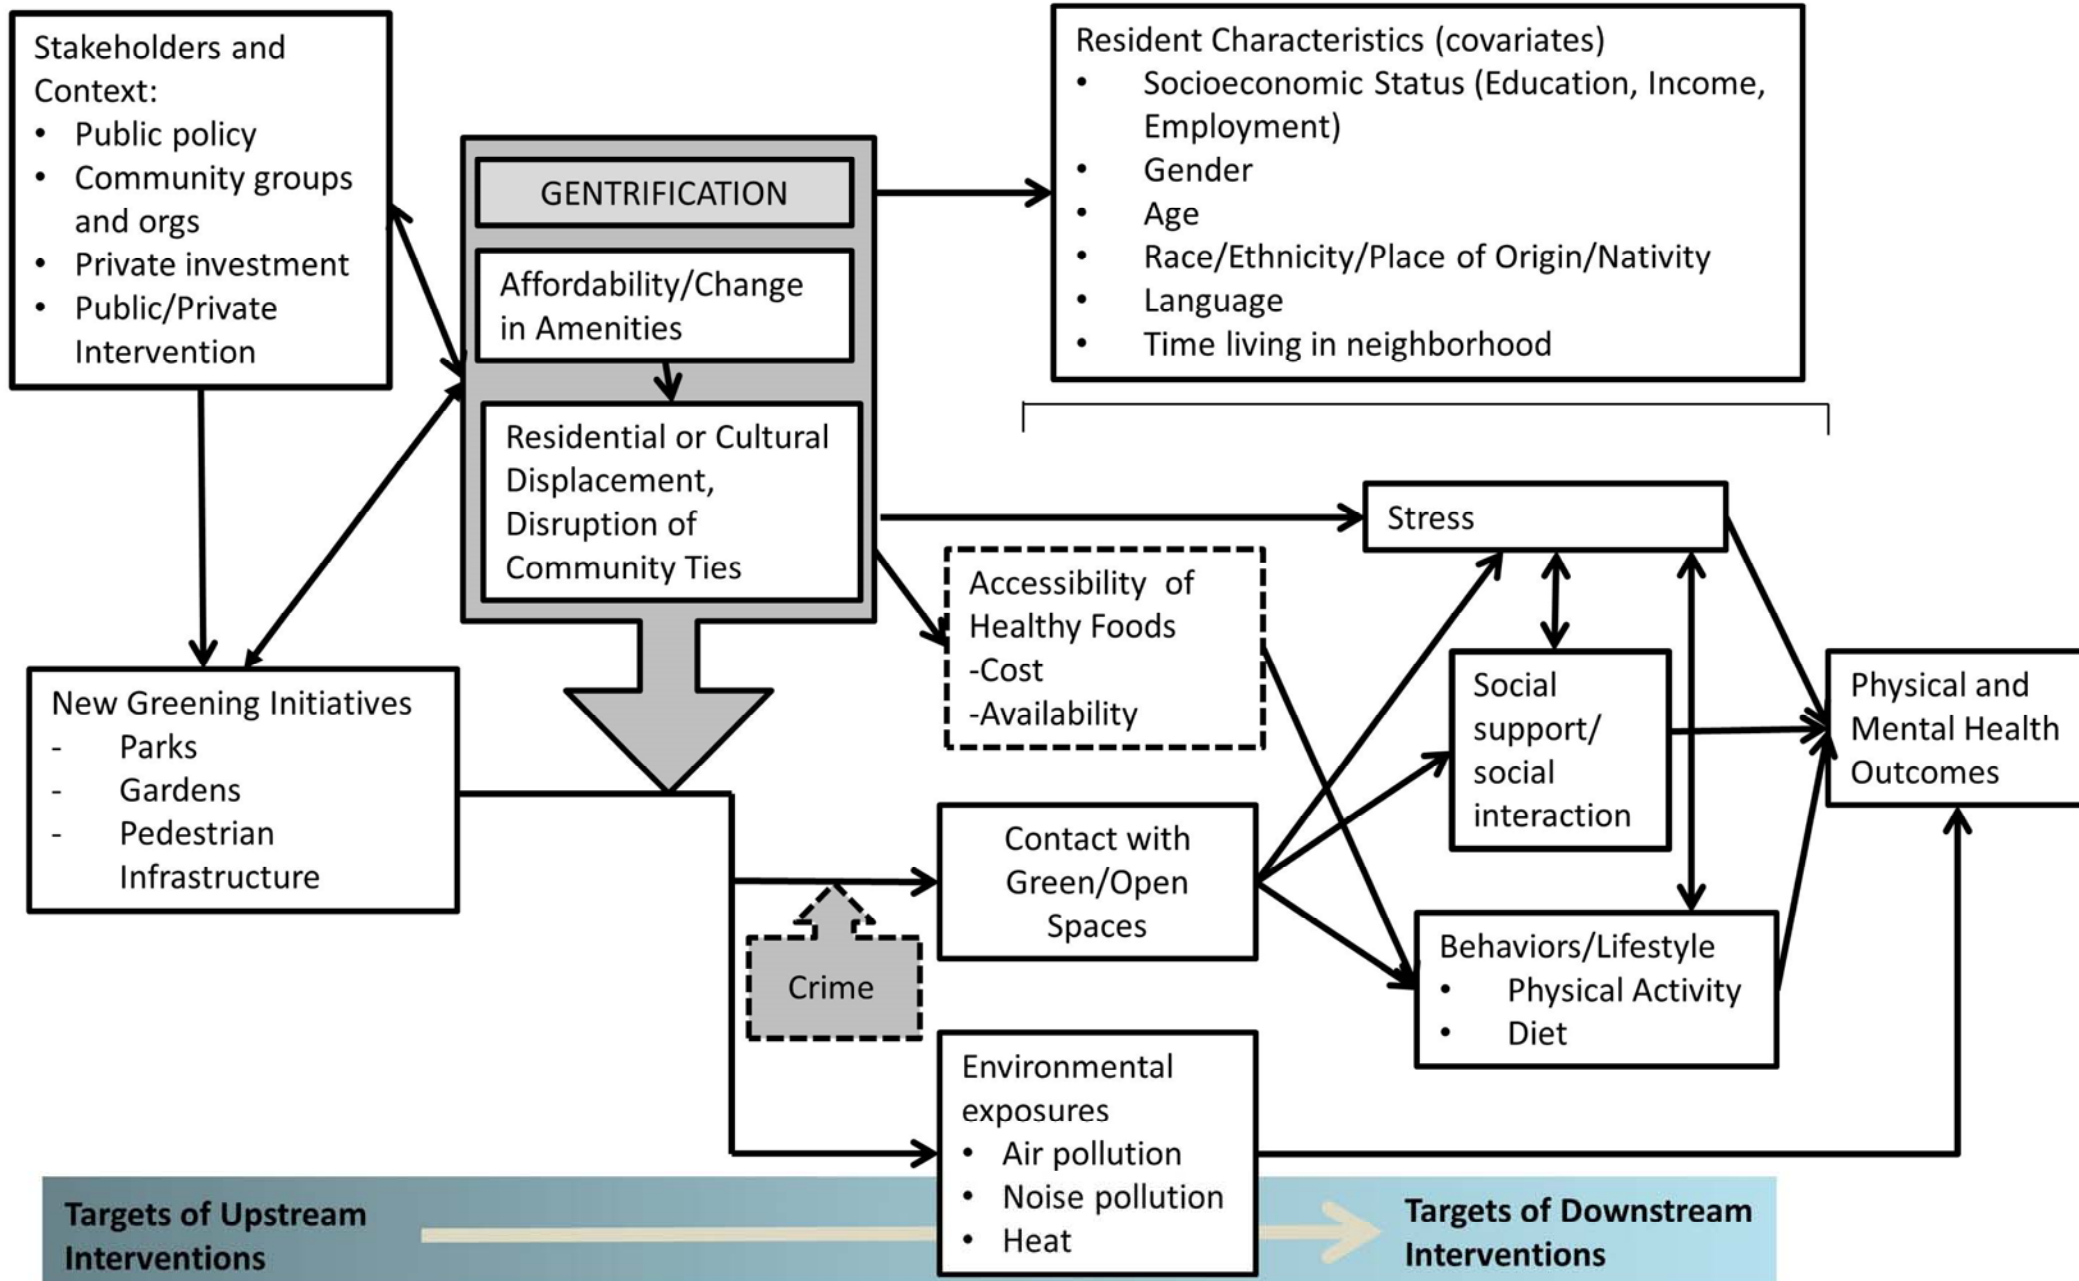 Stakeholders and
Context:
• Public policy
• Community groups
and orgs
• Private investment
• Public/Private
Intervention
GENTRIFICATION
Affordability/Change
in Amenities
Residential or Cultural
Displacement,
Disruption of
Community Ties
Resident Characteristics (covariates)
• Socioeconomic Status (Education, Income,
Employment)
• Gender
• Age
• Race/Ethnicity/Place of Origin/Nativity
• Language
• Time living in neighborhood
Stress
Accessibility of
Healthy Foods
-Cost
-Availability
Social
support/
social
interaction
Physical and
Mental Health
Outcomes
New Greening Initiatives
- Parks
- Gardens
- Pedestrian
Infrastructure
Contact with
Green/Open
Spaces
Crime
Behaviors/Lifestyle
• Physical Activity
• Diet
Environmental
exposures
• Air pollution
• Noise pollution
• Heat
Targets of Upstream
Interventions
Targets of Downstream
Interventions